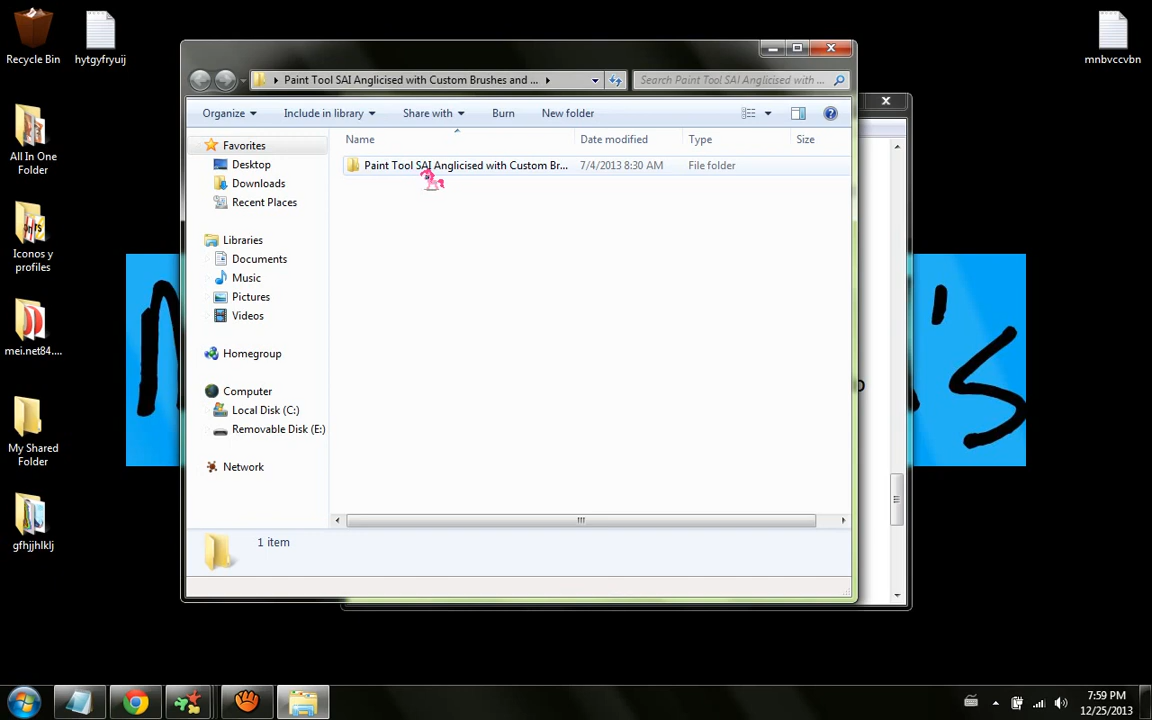 Recycle Bin
hytgyfryuij
mnbvccvbn
All In One
Folder
Iconos y
profiles
mei.net84....
My Shared
Folder
gfhjjhlklj
Paint Tool SAI Anglicised with Custom Brushes and ...
Search Paint Tool SAI Anglicised with ...
Organize Include in library Share with Burn New folder
Name Date modified Type Size
Paint Tool SAI Anglicised with Custom Br... 7/4/2013 8:30 AM File folder
Favorites
Desktop
Downloads
Recent Places
Libraries
Documents
Music
Pictures
Videos
Homegroup
Computer
Local Disk (C:)
Removable Disk (E:)
Network
1 item
's
7:59 PM
12/25/2013